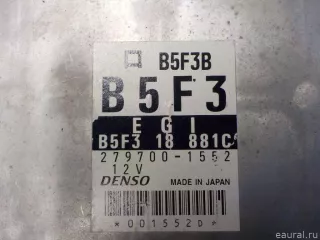 B5F3B
B5F3
EGI
B5F3 18 881C
279700-1552
12V
DENSO MADE IN JAPAN
*001552D*
eaural.ru